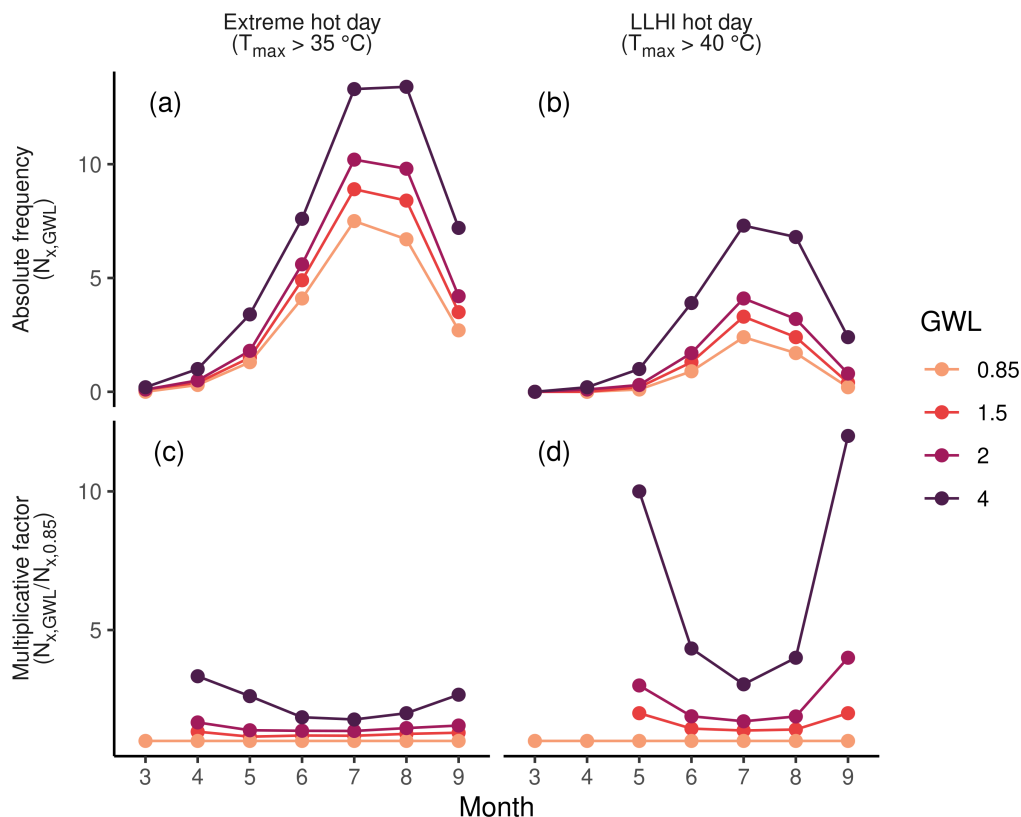 Extreme hot day
(Tmax > 35 °C)
LLHI hot day
(Tmax > 40 °C)
Absolute frequency
(Nx,GWL)
(a)
10
5
0
(b)
Multiplicative factor
(Nx,GWL/Nx,0.85)
(c)
10
5
(d)
3 4 5 6 7 8 9
3 4 5 6 7 8 9
Month
GWL
0.85
1.5
2
4